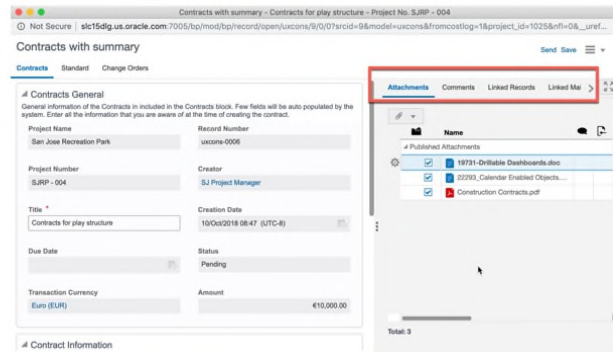 Contracts with summary - Contracts for play structure - Project No. SJRP - 004
Not Secure | slc15dlg.us.oracle.com:7005/bp/mod/bp/record/open/uxcons/9/0/0?srcid=9&model=uxcons&fromcostlog=1&project_id=1025&nfl=0&__uref...
Contracts with summary
Send Save
Contracts Standard Change Orders
Attachments Comments Linked Records Linked Mai
Contracts General
General information of the Contracts in included in the Contracts block. Few fields will be auto populated by the
system. Enter all the information that you are aware of at the time of creating the contract.
Project Name Record Number
San Jose Recreation Park uxcons-0006
Project Number Creator
SJRP - 004 SJ Project Manager
Title * Creation Date
Contracts for play structure 10/Oct/2018 08:47 (UTC-8)
Due Date Status
Pending
Transaction Currency Amount
Euro (EUR) €10,000.00
Contract Information
Name
Published Attachments
19731-Drillable Dashboards.doc
22293_Calendar Enabled Objects....
Construction Contracts.pdf
Total: 3